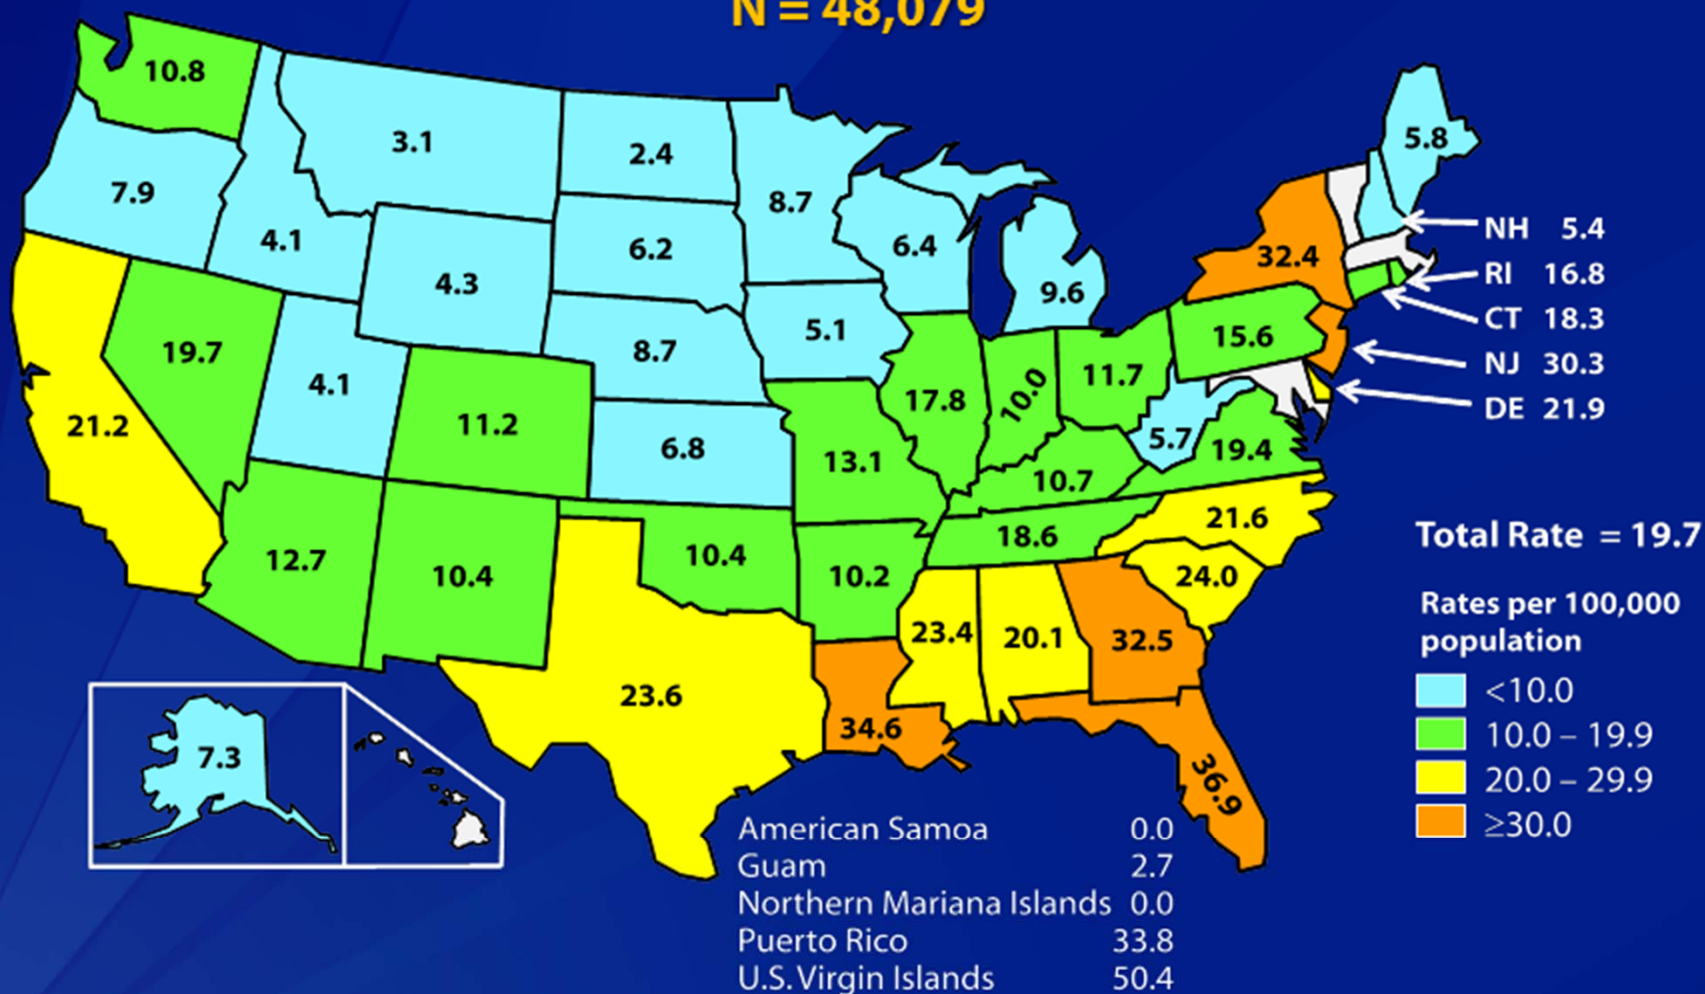 N = 48,079
10.8
3.1
2.4
5.8
7.9
8.7
4.1
6.2
6.4
32.4
NH 5.4
4.3
9.6
RI 16.8
5.1
CT 18.3
19.7
8.7
15.6
NJ 30.3
4.1
11.7
10.0
17.8
DE 21.9
21.2
11.2
6.8
5.7
19.4
13.1
10.7
21.6
18.6
Total Rate = 19.7
12.7
10.4
10.4
10.2
24.0
Rates per 100,000
population
23.4
20.1
32.5
<10.0
23.6
34.6
10.0 – 19.9
7.3
36.9
20.0 – 29.9
≥30.0
American Samoa 0.0
Guam 2.7
Northern Mariana Islands 0.0
Puerto Rico 33.8
U.S. Virgin Islands 50.4